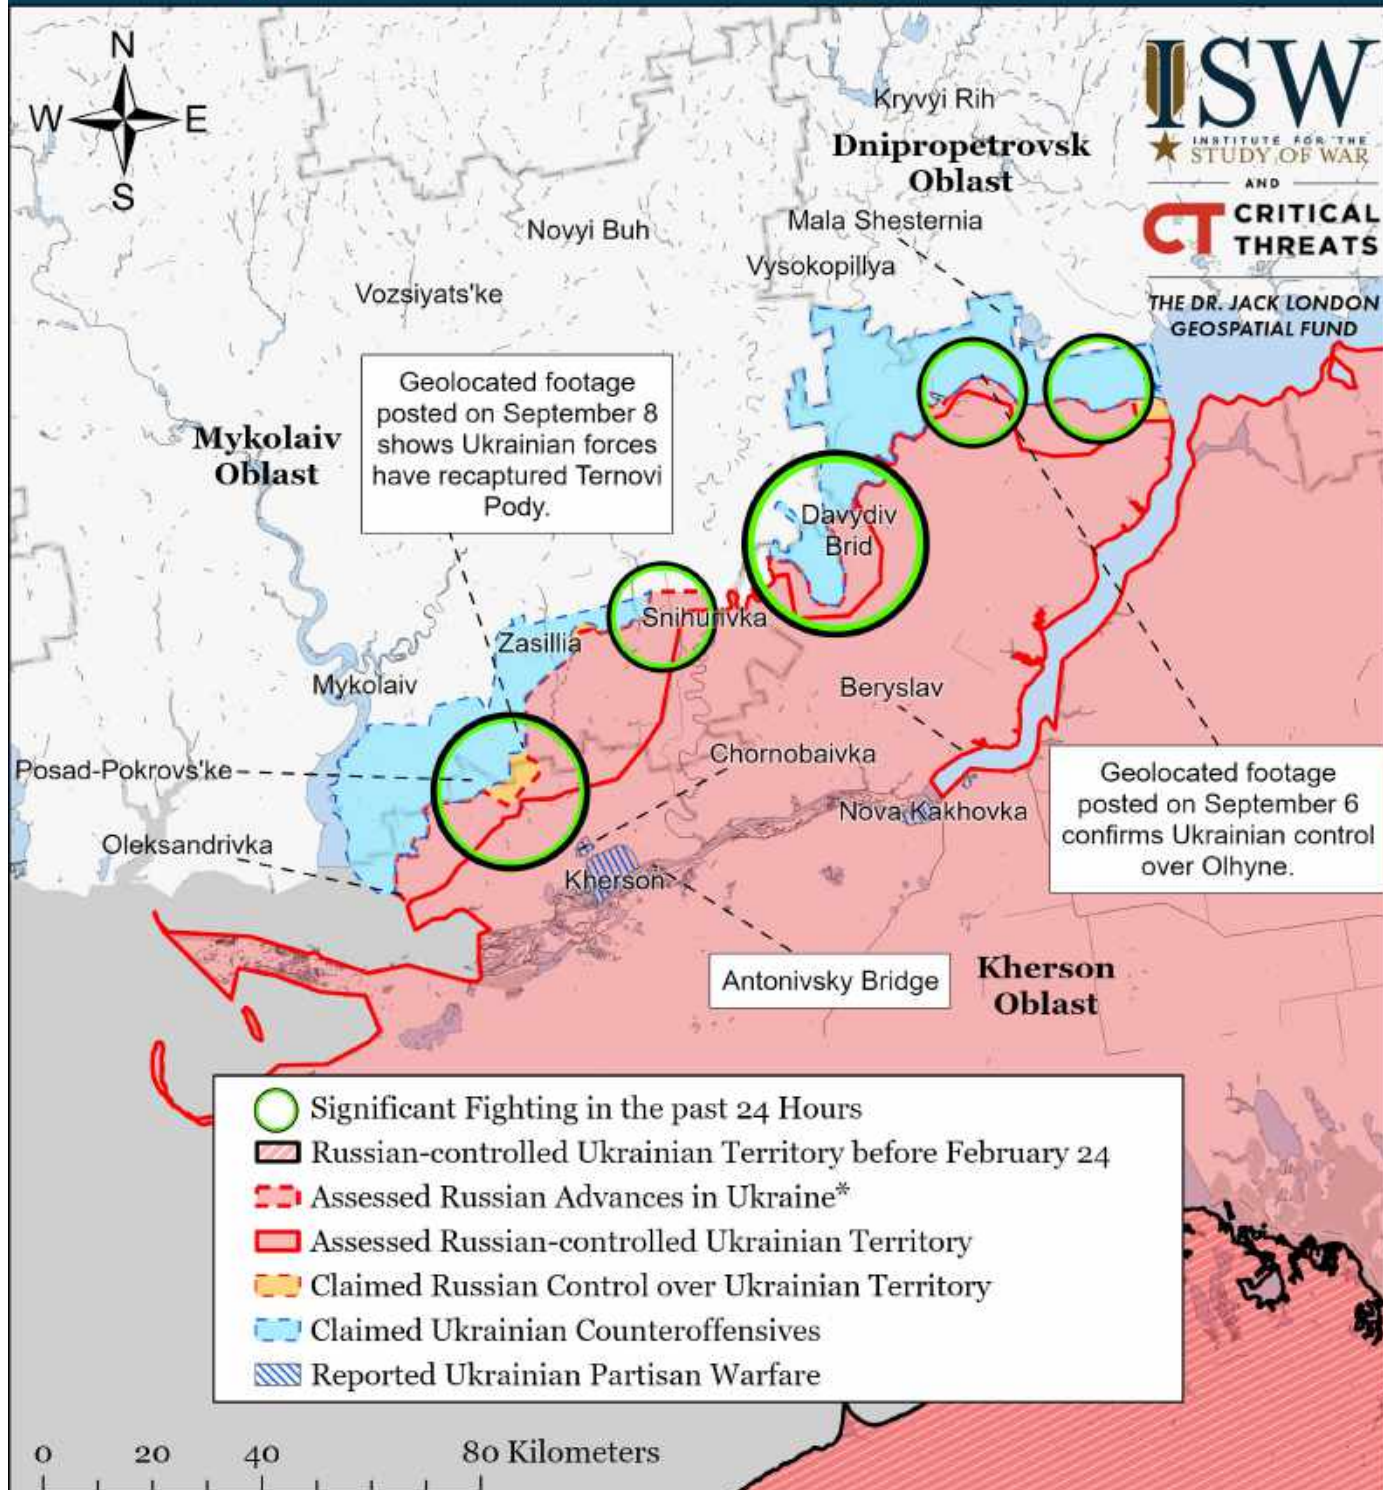 N
W
E
S
ISW
INSTITUTE FOR THE
STUDY OF WAR
AND
CT CRITICAL
THREATS
THE DR. JACK LONDON
GEOSPATIAL FUND
Kryvyi Rih
Dnipropetrovsk
Oblast
Mala Shesternia
Novyi Buh
Vysokopillya
Vozsiyats'ke
Geolocated footage
posted on September 8
shows Ukrainian forces
have recaptured Ternovi
Pody.
Mykolaiv
Oblast
Davydiv
Brid
Snihurivka
Zasillia
Mykolaiv
Beryslav
Chornobaivka
Posad-Pokrovs'ke
Nova Kakhovka
Geolocated footage
posted on September 6
confirms Ukrainian control
over Olhyne.
Oleksandrivka
Kherson
Antonivsky Bridge
Kherson
Oblast
Significant Fighting in the past 24 Hours
Russian-controlled Ukrainian Territory before February 24
Assessed Russian Advances in Ukraine*
Assessed Russian-controlled Ukrainian Territory
Claimed Russian Control over Ukrainian Territory
Claimed Ukrainian Counteroffensives
Reported Ukrainian Partisan Warfare
0 20 40 80 Kilometers